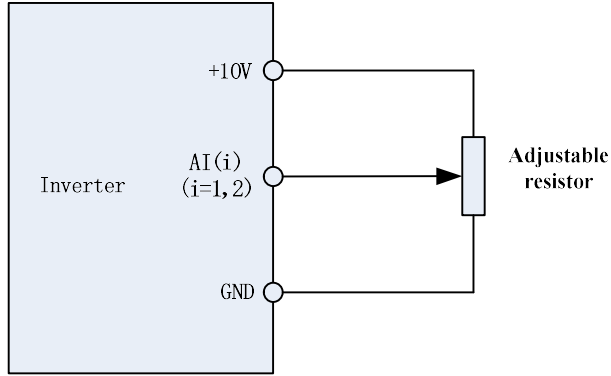 +10V
AI(i)
(i=1,2)
Inverter
GND
Adjustable
resistor